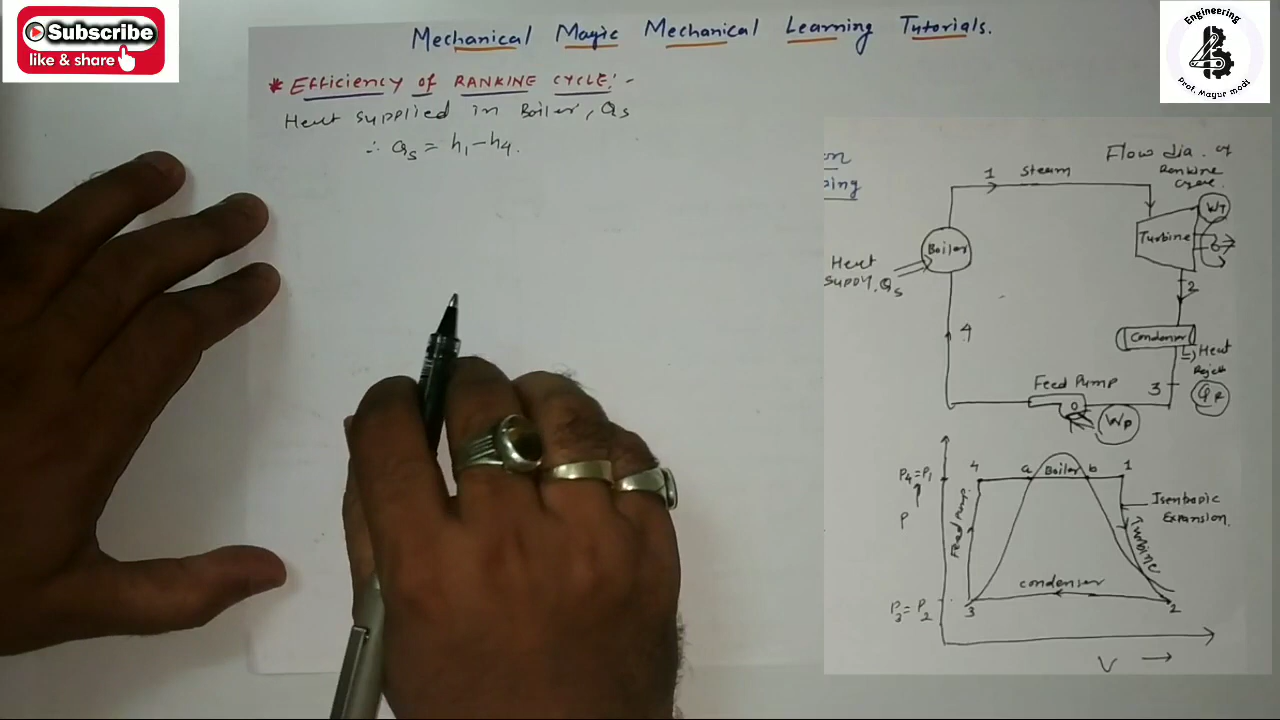 Subscribe
like & share
Mechanical Magic Mechanical Learning Tutorials.
Engineering
Prof. Mayur modi
* EFFiciency of RANKINE CYCLE:-
Heat supplied in Boiler, Qs
∴ Qs = h1-h4.
Flow dia. of
Rankine
cycle.
1 Steam
WT
Turbine
Boiler
Heat
supply, Qs
2
Condenser
Heat
Reject
QR
4
Feed Pump
3
WP
P4=P1
4 a Boiler b 1
P
Feed Pump
Isentropic
Expansion.
Turbine
condenser
P3=P2
3
2
V →